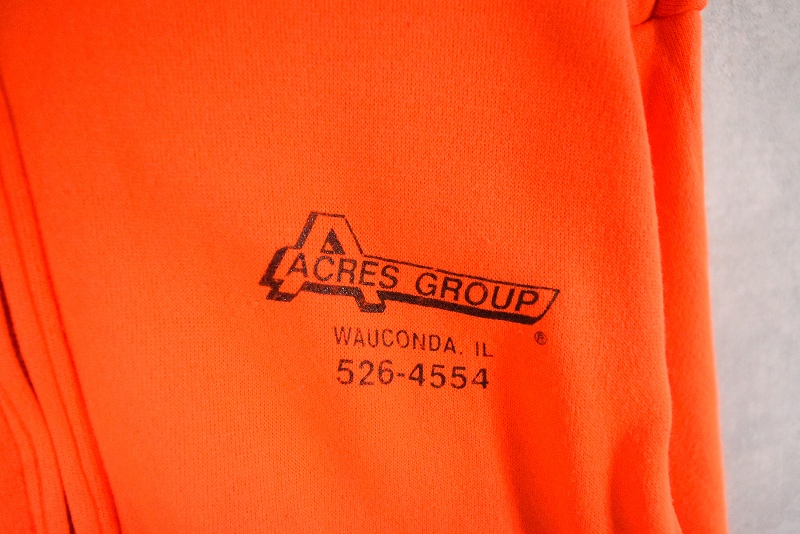 ACRES GROUP
®
WAUCONDA, IL
526-4554